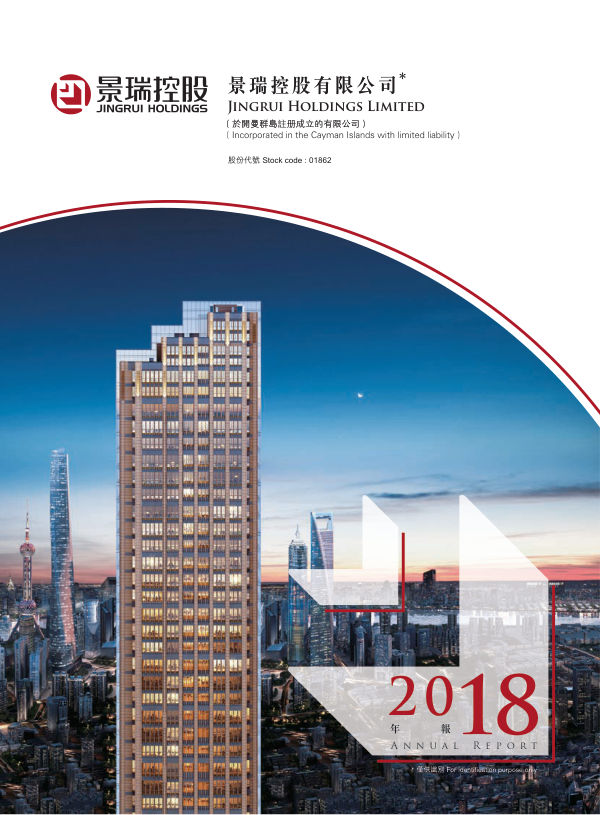 景瑞控股
JINGRUI HOLDINGS
景瑞控股有限公司*
JINGRUI HOLDINGS LIMITED
(於開曼群島註册成立的有限公司)
(Incorporated in the Cayman Islands with limited liability)
股份代號 Stock code : 01862
2018
年 報
ANNUAL REPORT
* 僅供識別 For identification purpose only